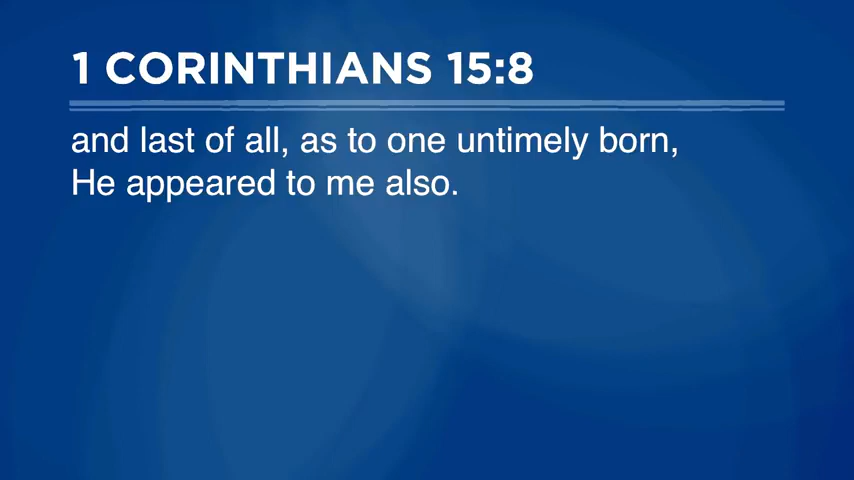 1 CORINTHIANS 15:8
and last of all, as to one untimely born,
He appeared to me also.